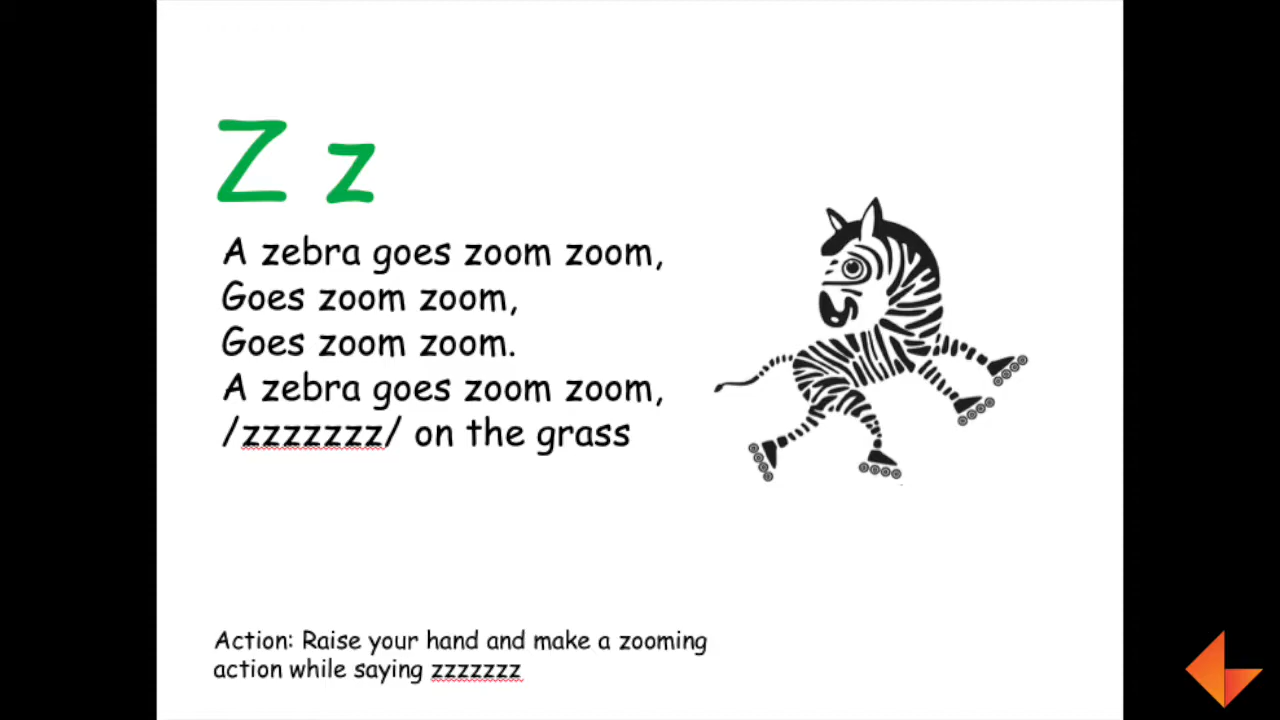 Z z
A zebra goes zoom zoom,
Goes zoom zoom,
Goes zoom zoom.
A zebra goes zoom zoom,
/zzzzzzz/ on the grass
Action: Raise your hand and make a zooming
action while saying zzzzzzz